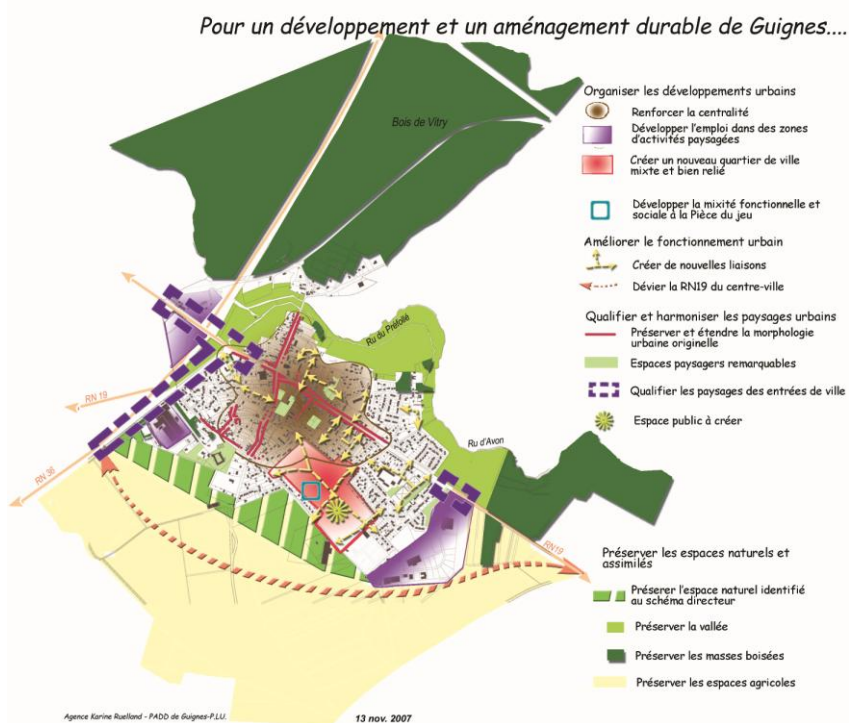 Pour un développement et un aménagement durable de Guignes....
Organiser les développements urbains
Renforcer la centralité
Développer l'emploi dans des zones
d'activités paysagées
Créer un nouveau quartier de ville
mixte et bien relié
Développer la mixité fonctionnelle et
sociale à la Pièce du jeu
Améliorer le fonctionnement urbain
Créer de nouvelles liaisons
Dévier la RN19 du centre-ville
Qualifier et harmoniser les paysages urbains
Préserver et étendre la morphologie
urbaine originelle
Espaces paysagers remarquables
Qualifier les paysages des entrées de ville
Espace public à créer
Préserver les espaces naturels et
assimilés
Préserer l'espace naturel identifié
au schéma directeur
Préserver la vallée
Préserver les masses boisées
Préserver les espaces agricoles
Bois de Vitry
Ru du Préfoité
Ru d'Avon
RN 19
RN 36
RN19
Agence Karine Ruelland - PADD de Guignes-P.L.U.
13 nov. 2007